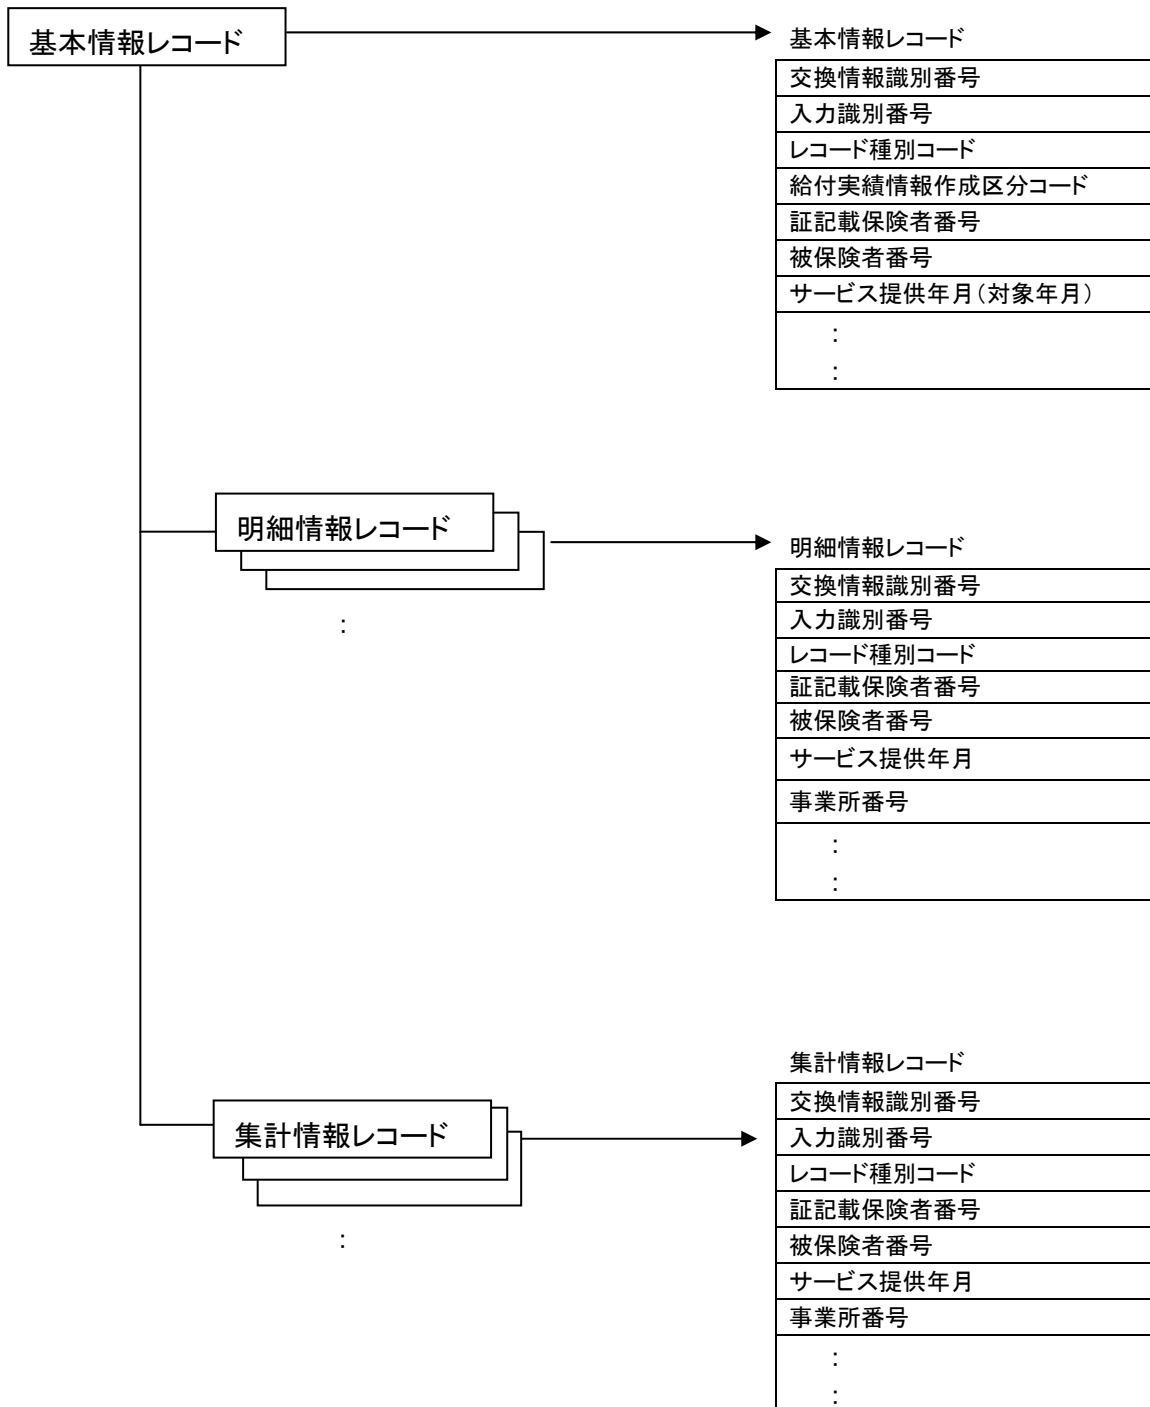 基本情報レコード
基本情報レコード
交換情報識別番号
入力識別番号
レコード種別コード
給付実績情報作成区分コード
証記載保険者番号
被保険者番号
サービス提供年月(対象年月)
:
:
明細情報レコード
:
明細情報レコード
交換情報識別番号
入力識別番号
レコード種別コード
証記載保険者番号
被保険者番号
サービス提供年月
事業所番号
:
:
集計情報レコード
:
集計情報レコード
交換情報識別番号
入力識別番号
レコード種別コード
証記載保険者番号
被保険者番号
サービス提供年月
事業所番号
:
: